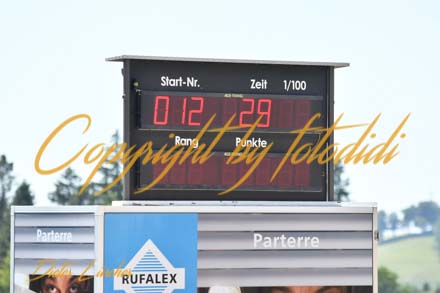 Start-Nr. Zeit 1/100
012 29
Rang Punkte
Copyright by fotodidi
Parterre
RUFALEX
Parterre